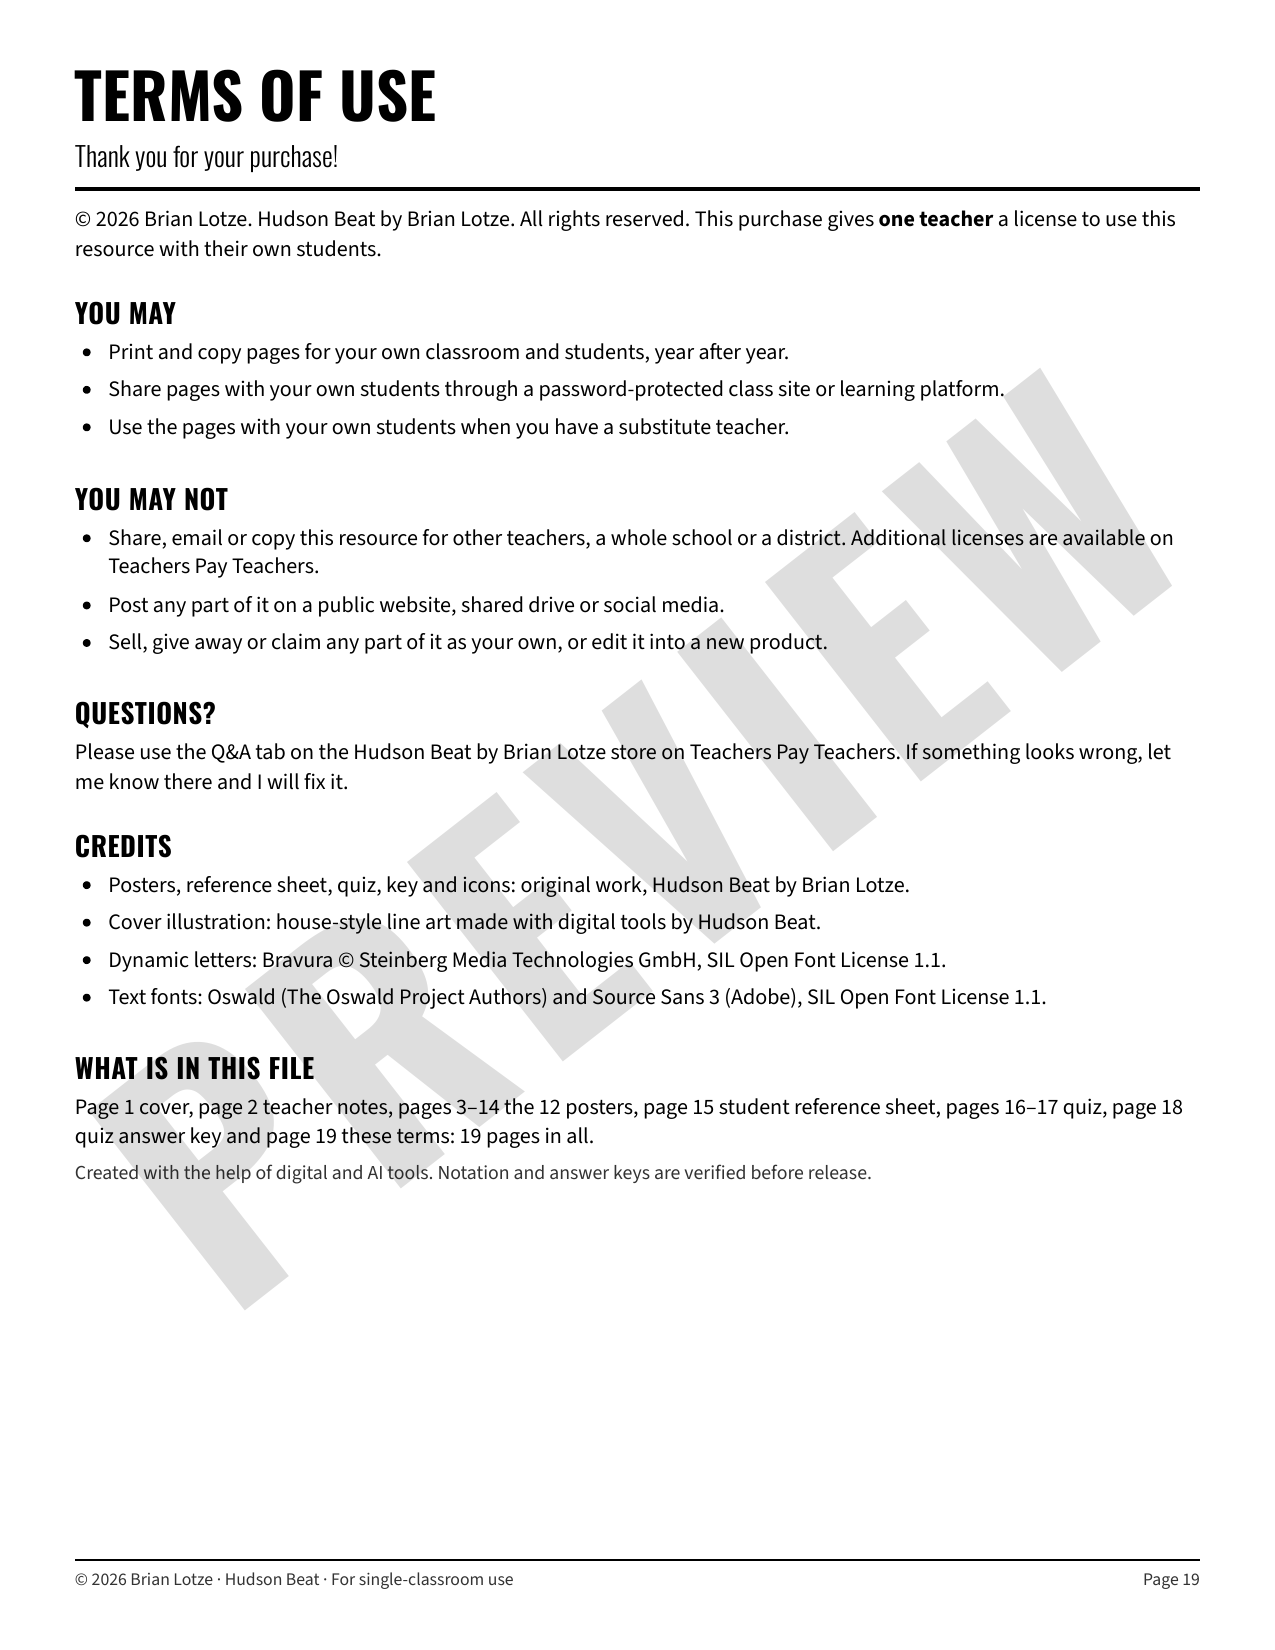 TERMS OF USE
Thank you for your purchase!
© 2026 Brian Lotze. Hudson Beat by Brian Lotze. All rights reserved. This purchase gives one teacher a license to use this
resource with their own students.
YOU MAY
• Print and copy pages for your own classroom and students, year after year.
• Share pages with your own students through a password-protected class site or learning platform.
• Use the pages with your own students when you have a substitute teacher.
YOU MAY NOT
• Share, email or copy this resource for other teachers, a whole school or a district. Additional licenses are available on
Teachers Pay Teachers.
• Post any part of it on a public website, shared drive or social media.
• Sell, give away or claim any part of it as your own, or edit it into a new product.
QUESTIONS?
Please use the Q&A tab on the Hudson Beat by Brian Lotze store on Teachers Pay Teachers. If something looks wrong, let
me know there and I will fix it.
CREDITS
• Posters, reference sheet, quiz, key and icons: original work, Hudson Beat by Brian Lotze.
• Cover illustration: house-style line art made with digital tools by Hudson Beat.
• Dynamic letters: Bravura © Steinberg Media Technologies GmbH, SIL Open Font License 1.1.
• Text fonts: Oswald (The Oswald Project Authors) and Source Sans 3 (Adobe), SIL Open Font License 1.1.
WHAT IS IN THIS FILE
Page 1 cover, page 2 teacher notes, pages 3–14 the 12 posters, page 15 student reference sheet, pages 16–17 quiz, page 18
quiz answer key and page 19 these terms: 19 pages in all.
Created with the help of digital and AI tools. Notation and answer keys are verified before release.
PREVIEW
© 2026 Brian Lotze · Hudson Beat · For single-classroom use
Page 19